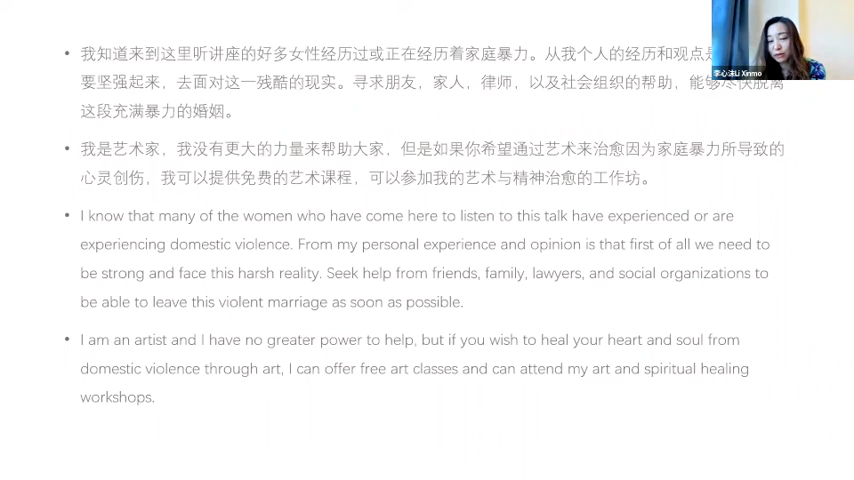 我知道来到这里听讲座的好多女性经历过或正在经历着家庭暴力。从我个人的经历和观点是
李心沫Li Xinmo
要坚强起来，去面对这一残酷的现实。寻求朋友，家人，律师，以及社会组织的帮助，能够尽快脱离
这段充满暴力的婚姻。
我是艺术家，我没有更大的力量来帮助大家，但是如果你希望通过艺术来治愈因为家庭暴力所导致的
心灵创伤，我可以提供免费的艺术课程，可以参加我的艺术与精神治愈的工作坊。
I know that many of the women who have come here to listen to this talk have experienced or are
experiencing domestic violence. From my personal experience and opinion is that first of all we need to
be strong and face this harsh reality. Seek help from friends, family, lawyers, and social organizations to
be able to leave this violent marriage as soon as possible.
I am an artist and I have no greater power to help, but if you wish to heal your heart and soul from
domestic violence through art, I can offer free art classes and can attend my art and spiritual healing
workshops.